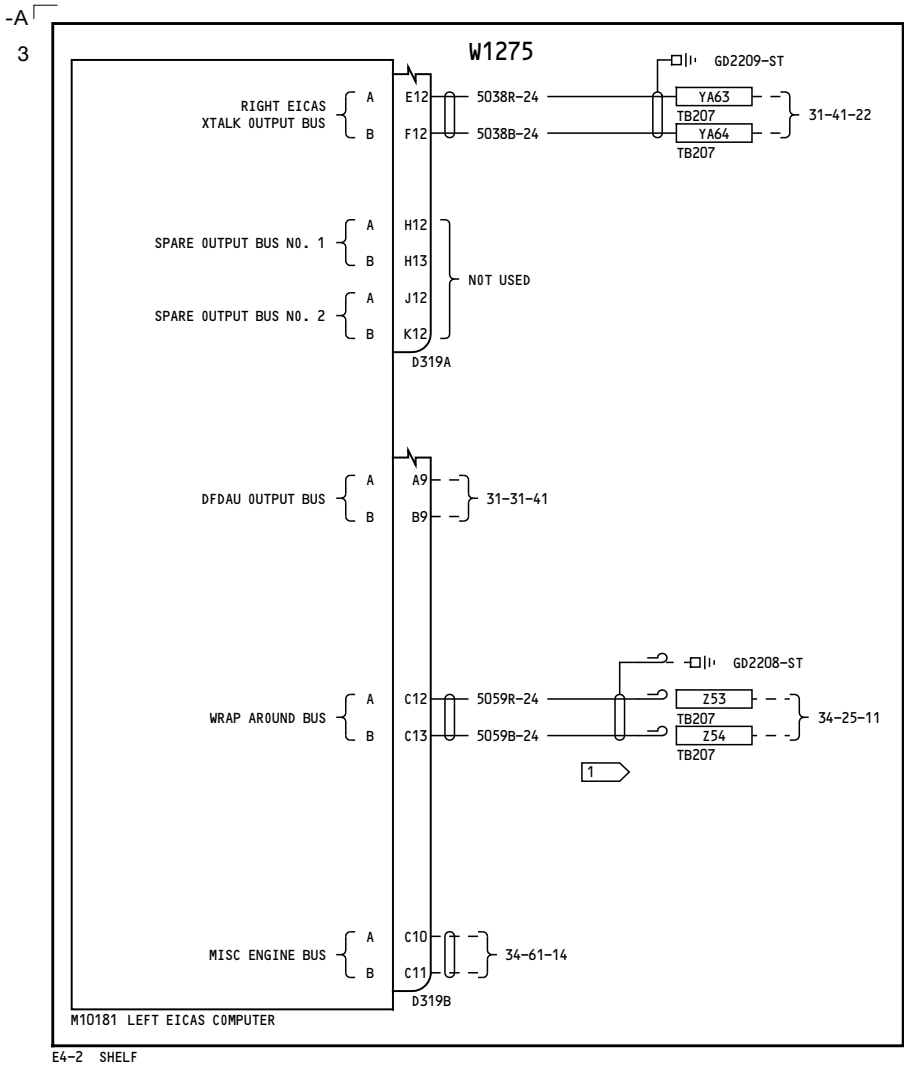 -A
3
W1275
GD2209-ST
RIGHT EICAS
XTALK OUTPUT BUS
A E12 5038R-24 YA63
TB207
31-41-22
B F12 5038B-24 YA64
TB207
A H12
SPARE OUTPUT BUS NO. 1
B H13
NOT USED
A J12
SPARE OUTPUT BUS NO. 2
B K12
D319A
A A9
DFDAU OUTPUT BUS 31-31-41
B B9
GD2208-ST
A C12 5059R-24 Z53
TB207
WRAP AROUND BUS 34-25-11
B C13 5059B-24 Z54
TB207
1
A C10
MISC ENGINE BUS 34-61-14
B C11
D319B
M10181 LEFT EICAS COMPUTER
E4-2 SHELF